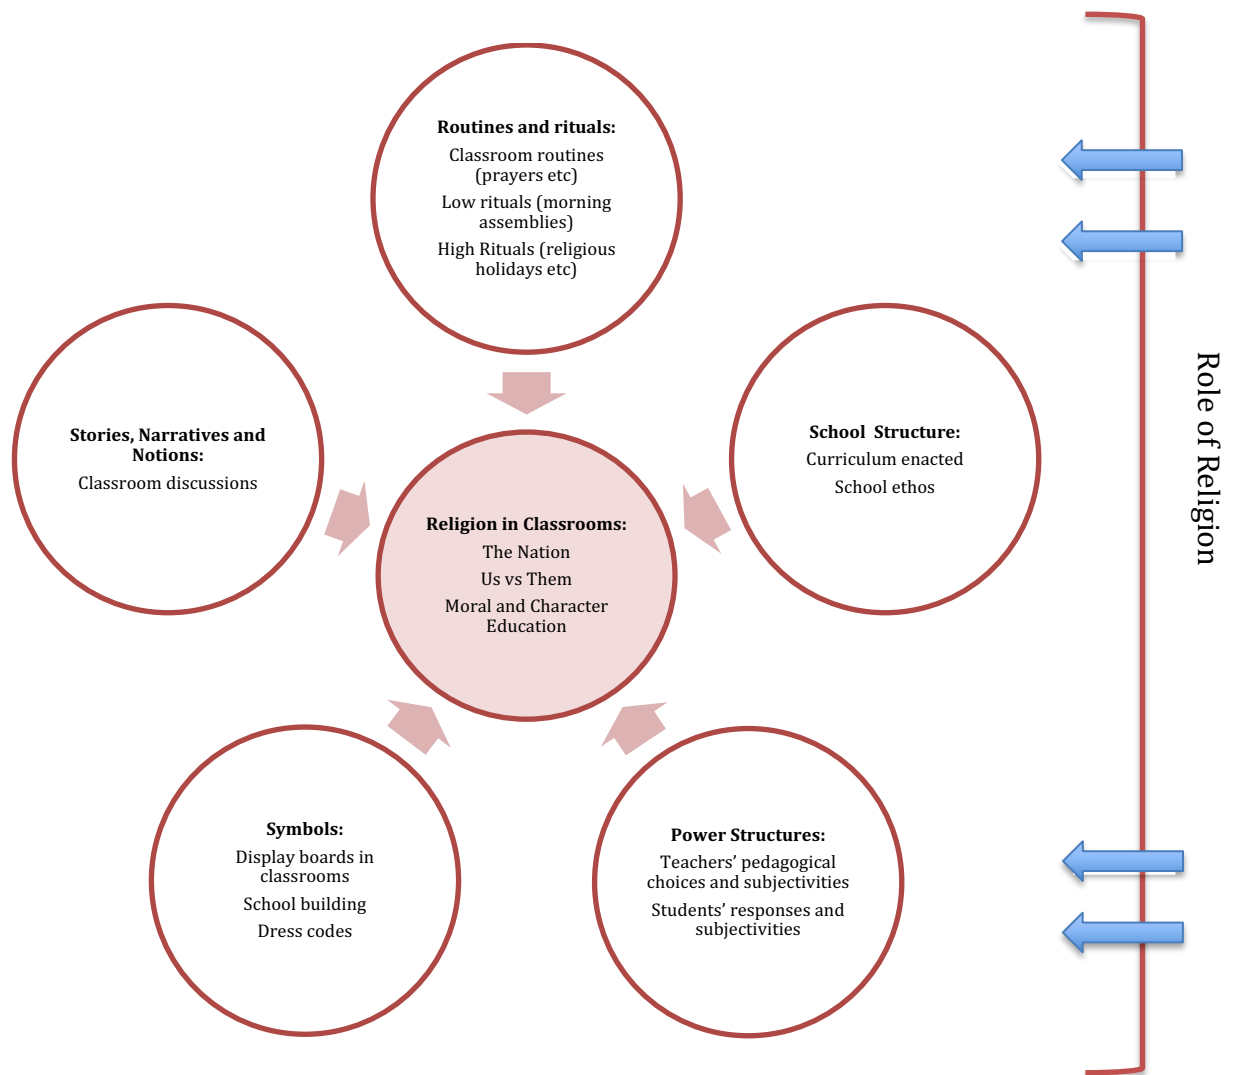 Routines and rituals:
Classroom routines
(prayers etc)
Low rituals (morning
assemblies)
High Rituals (religious
holidays etc)
Stories, Narratives and
Notions:
Classroom discussions
School  Structure:
Curriculum enacted
School ethos
Religion in Classrooms:
The Nation
Us vs Them
Moral and Character
Education
Symbols:
Display boards in
classrooms
School building
Dress codes
Power Structures:
Teachers’ pedagogical
choices and subjectivities
Students’ responses and
subjectivities
Role of Religion